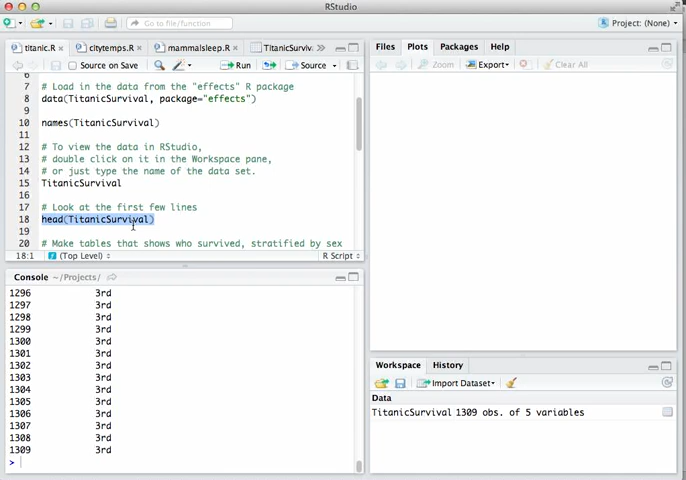 RStudio
Go to file/function
Project: (None)
titanic.R
citytemps.R
mammalsleep.R
TitanicSurviv
Source on Save
Run
Source
6
7 # Load in the data from the "effects" R package
8 data(TitanicSurvival, package="effects")
9
10 names(TitanicSurvival)
11
12 # To view the data in RStudio,
13 # double click on it in the Workspace pane,
14 # or just type the name of the data set.
15 TitanicSurvival
16
17 # Look at the first few lines
18 head(TitanicSurvival)
19
20 # Make tables that shows who survived, stratified by sex
18:1 (Top Level) R Script
Console ~/Projects/
1296 3rd
1297 3rd
1298 3rd
1299 3rd
1300 3rd
1301 3rd
1302 3rd
1303 3rd
1304 3rd
1305 3rd
1306 3rd
1307 3rd
1308 3rd
1309 3rd
>
Files Plots Packages Help
Zoom Export Clear All
Workspace History
Import Dataset
Data
TitanicSurvival 1309 obs. of 5 variables